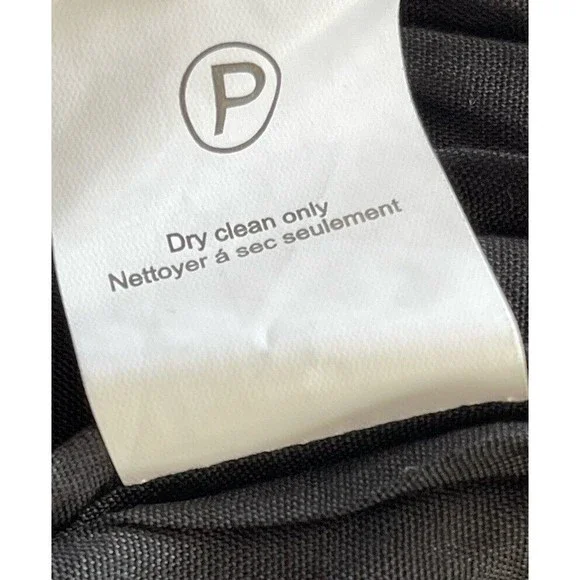 P
Dry clean only
Nettoyer á sec seulement